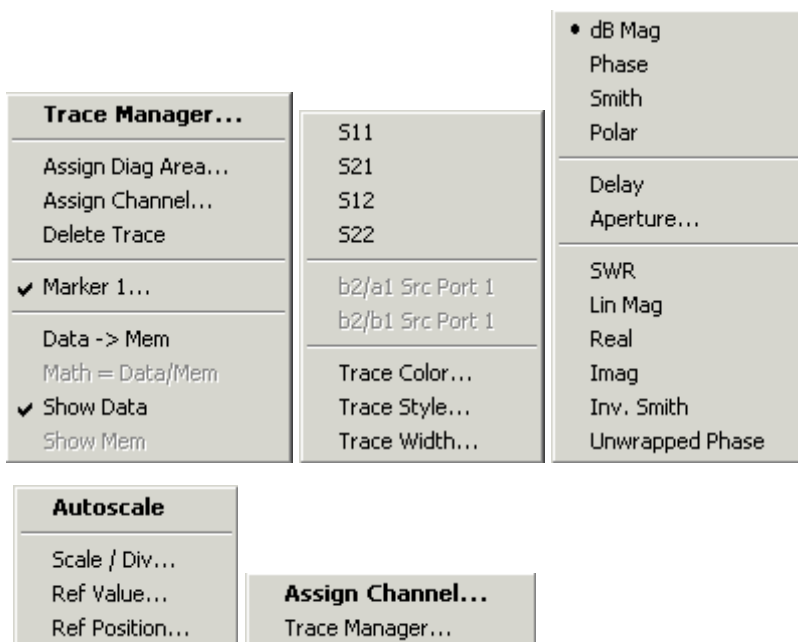 Trace Manager...
Assign Diag Area...
Assign Channel...
Delete Trace
Marker 1...
Data -> Mem
Math = Data/Mem
Show Data
Show Mem
S11
S21
S12
S22
b2/a1 Src Port 1
b2/b1 Src Port 1
Trace Color...
Trace Style...
Trace Width...
dB Mag
Phase
Smith
Polar
Delay
Aperture...
SWR
Lin Mag
Real
Imag
Inv. Smith
Unwrapped Phase
Autoscale
Scale / Div...
Ref Value...
Ref Position...
Assign Channel...
Trace Manager...